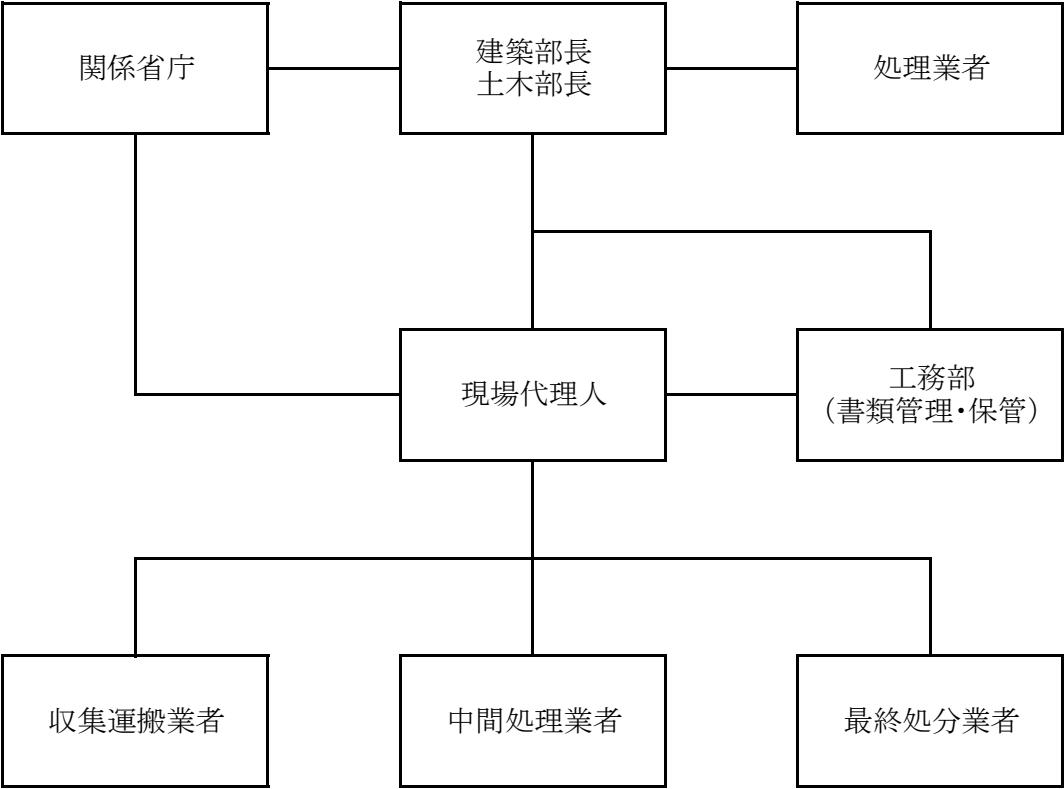 関係省庁
建築部長
土木部長
処理業者
現場代理人
工務部
（書類管理・保管）
収集運搬業者
中間処理業者
最終処分業者